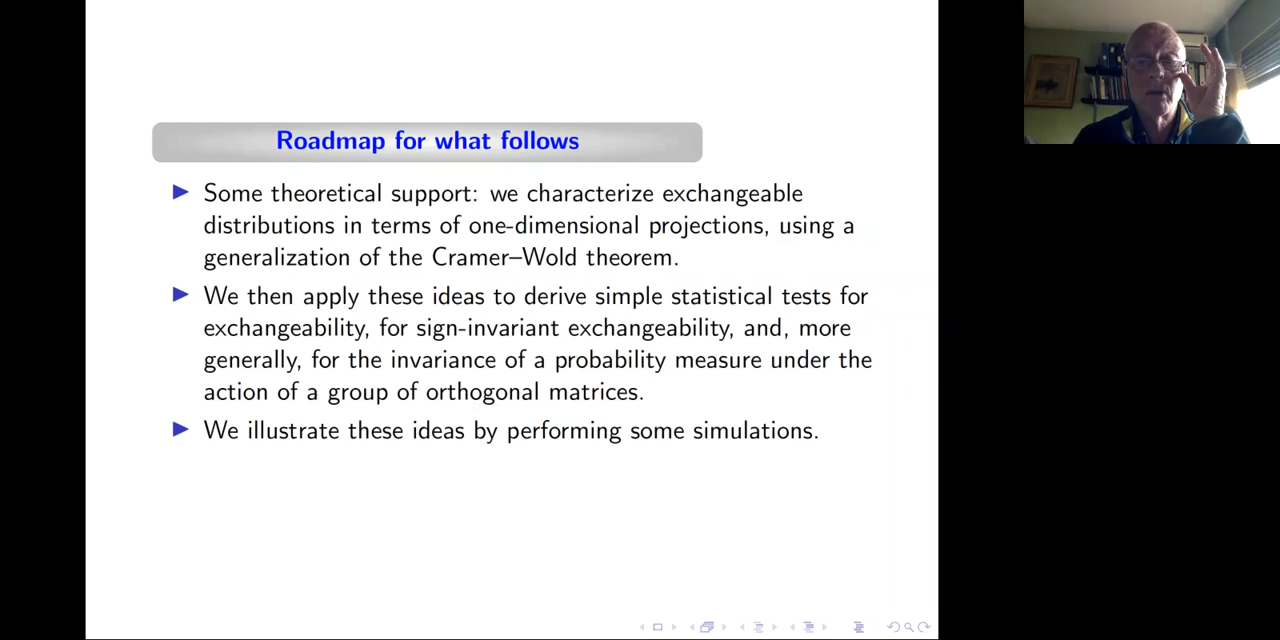 Roadmap for what follows
Some theoretical support: we characterize exchangeable
distributions in terms of one-dimensional projections, using a
generalization of the Cramer–Wold theorem.
We then apply these ideas to derive simple statistical tests for
exchangeability, for sign-invariant exchangeability, and, more
generally, for the invariance of a probability measure under the
action of a group of orthogonal matrices.
We illustrate these ideas by performing some simulations.